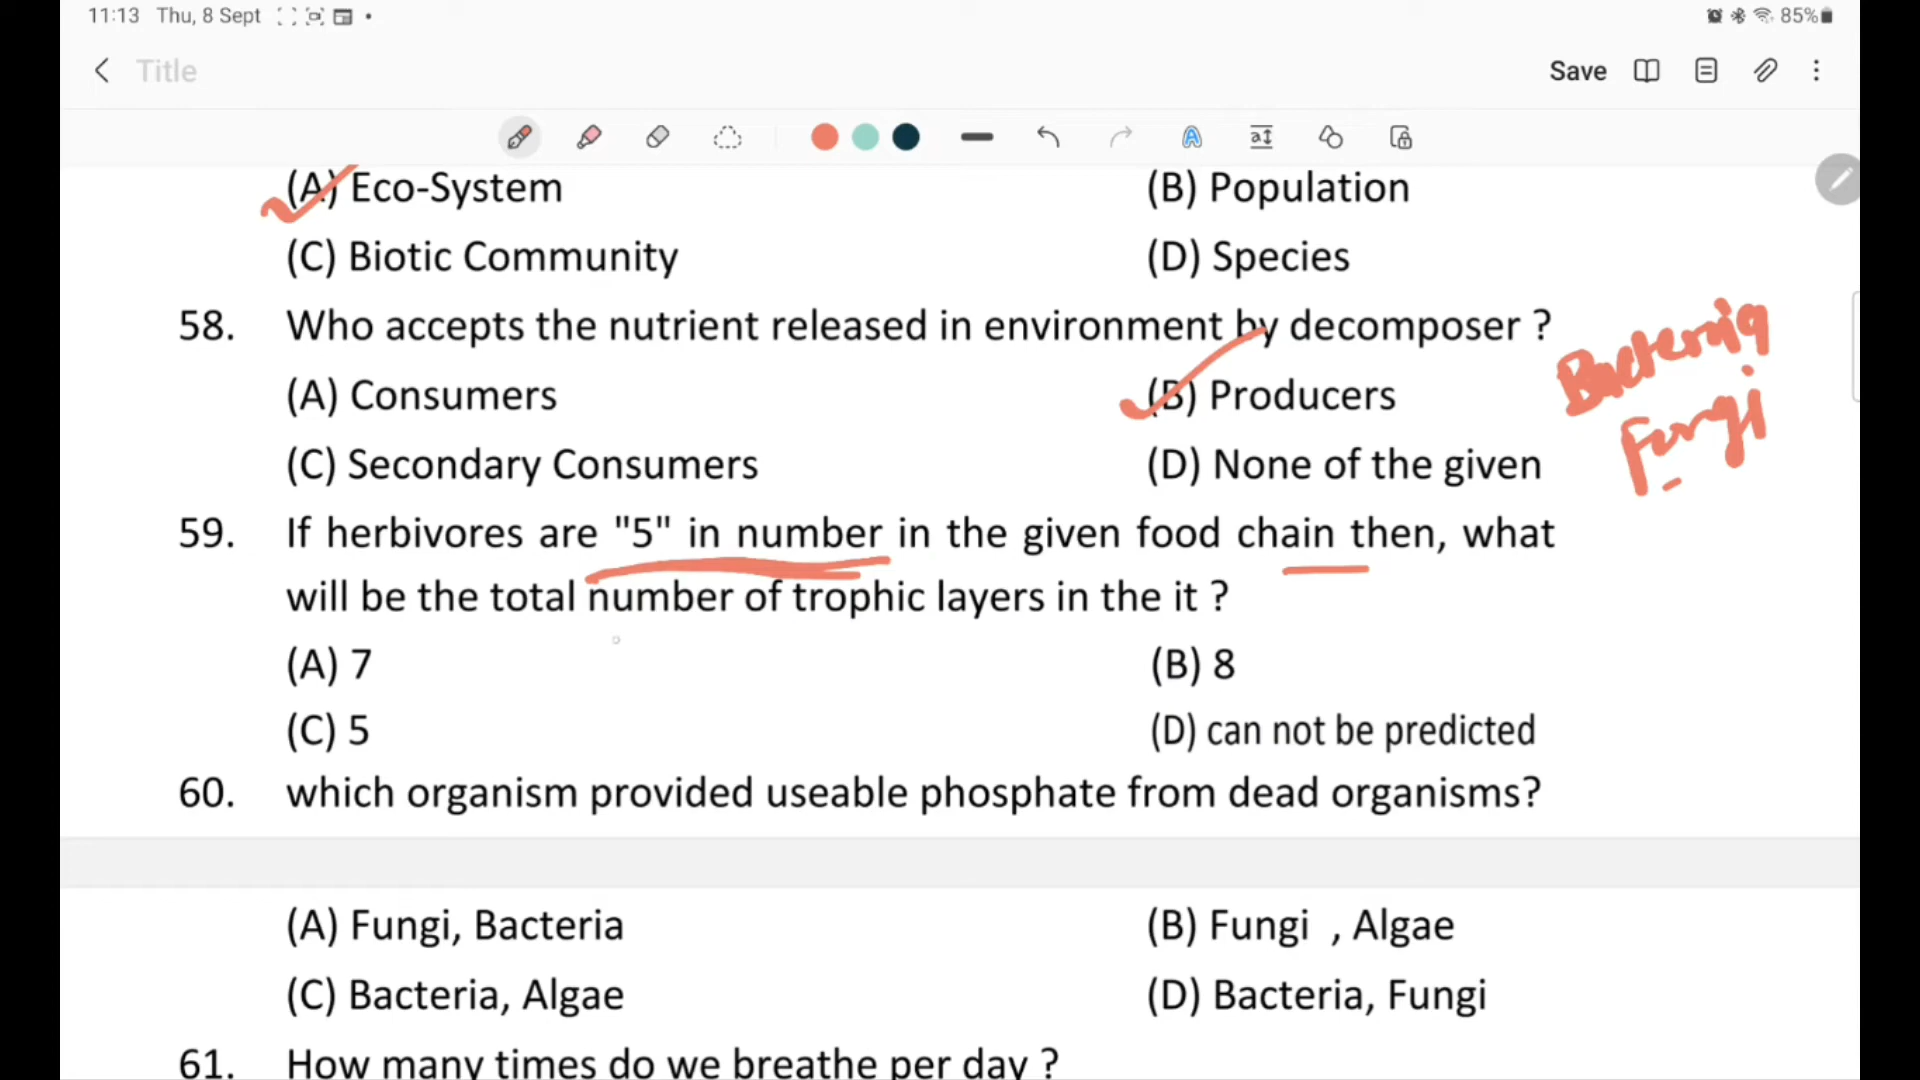 11:13 Thu, 8 Sept 85%
Title Save
(A) Eco-System (B) Population
(C) Biotic Community (D) Species
58. Who accepts the nutrient released in environment by decomposer ?
(A) Consumers (B) Producers
Bacteria
Fungi
(C) Secondary Consumers (D) None of the given
59. If herbivores are "5" in number in the given food chain then, what
will be the total number of trophic layers in the it ?
(A) 7 (B) 8
(C) 5 (D) can not be predicted
60. which organism provided useable phosphate from dead organisms?
(A) Fungi, Bacteria (B) Fungi , Algae
(C) Bacteria, Algae (D) Bacteria, Fungi
61. How many times do we breathe per day ?